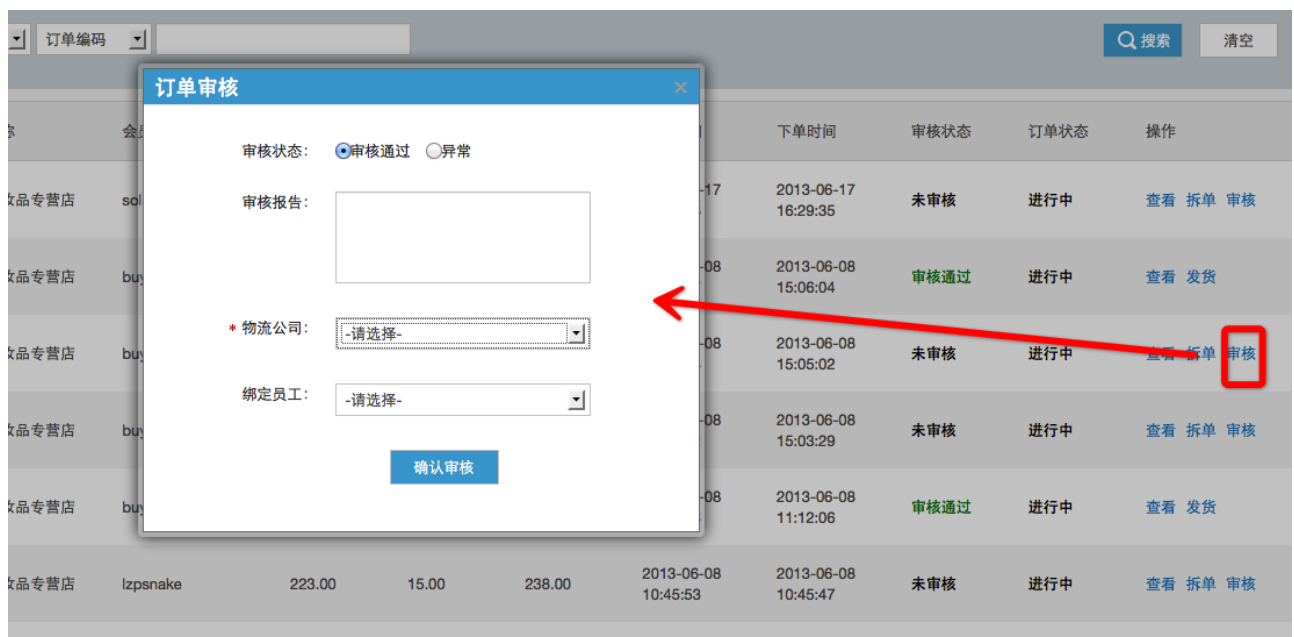 订单编码
搜索
清空
订单审核
审核状态：
审核通过
异常
审核报告：
* 物流公司：
-请选择-
绑定员工：
-请选择-
确认审核
下单时间 审核状态 订单状态 操作
品专营店 -17 2013-06-17 未审核 进行中 查看 拆单 审核
16:29:35
品专营店 -08 2013-06-08 审核通过 进行中 查看 发货
15:06:04
品专营店 -08 2013-06-08 未审核 进行中 查看 拆单 审核
15:05:02
品专营店 -08 2013-06-08 未审核 进行中 查看 拆单 审核
15:03:29
品专营店 -08 2013-06-08 审核通过 进行中 查看 发货
11:12:06
品专营店 lzpsnake 223.00 15.00 238.00 2013-06-08 2013-06-08 未审核 进行中 查看 拆单 审核
10:45:53 10:45:47